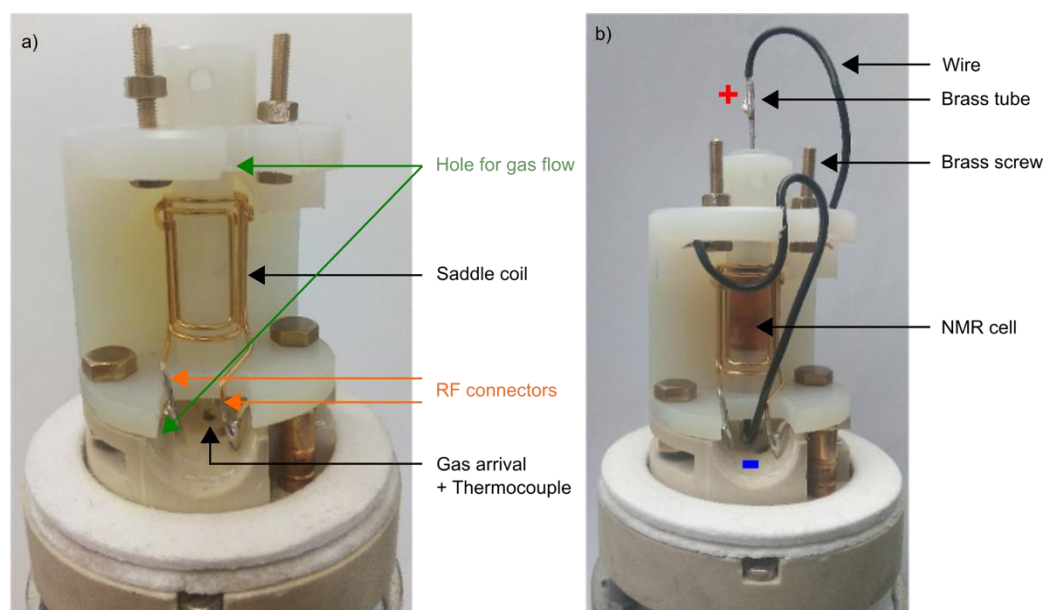 a)
Hole for gas flow
Saddle coil
RF connectors
Gas arrival
+ Thermocouple
b)
+
Wire
Brass tube
Brass screw
NMR cell
-